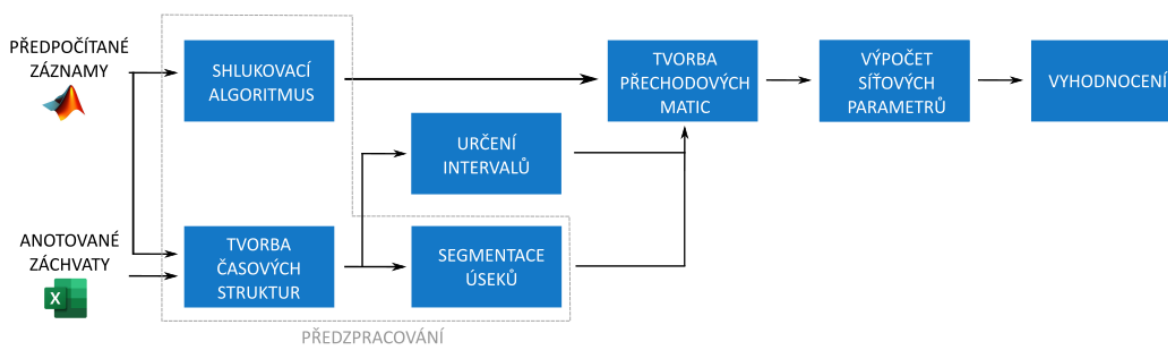 PŘEDPOČÍTANÉ
ZÁZNAMY
SHLUKOVACÍ
ALGORITMUS
TVORBA
PŘECHODOVÝCH
MATIC
VÝPOČET
SÍŤOVÝCH
PARAMETRŮ
VYHODNOCENÍ
URČENÍ
INTERVALŮ
ANOTOVANÉ
ZÁCHVATY
X
TVORBA
ČASOVÝCH
STRUKTUR
SEGMENTACE
ÚSEKŮ
PŘEDZPRACOVÁNÍ